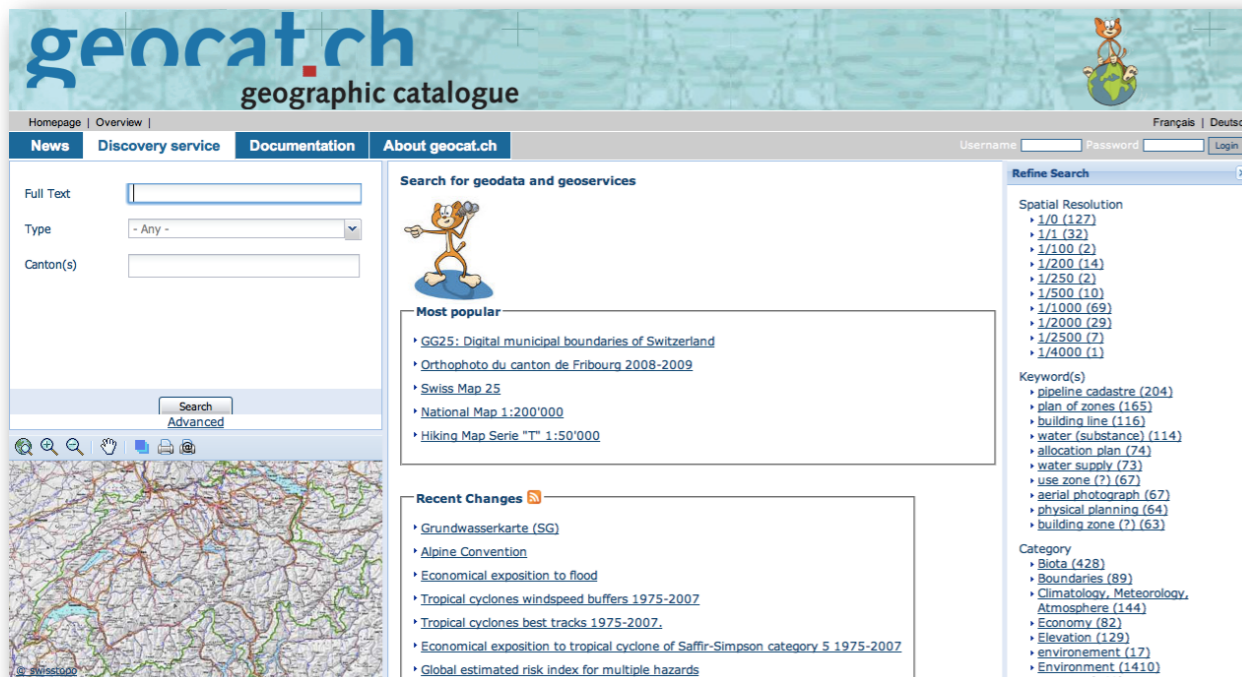 geocat.ch
geographic catalogue
Homepage | Overview |
Français | Deutsc
News
Discovery service
Documentation
About geocat.ch
Username
Password
Login
Full Text
Type
- Any -
Canton(s)
Search
Advanced
© swisstopo
Search for geodata and geoservices
Most popular
GG25: Digital municipal boundaries of Switzerland
Orthophoto du canton de Fribourg 2008-2009
Swiss Map 25
National Map 1:200'000
Hiking Map Serie "T" 1:50'000
Recent Changes
Grundwasserkarte (SG)
Alpine Convention
Economical exposition to flood
Tropical cyclones windspeed buffers 1975-2007
Tropical cyclones best tracks 1975-2007.
Economical exposition to tropical cyclone of Saffir-Simpson category 5 1975-2007
Global estimated risk index for multiple hazards
Refine Search
Spatial Resolution
1/0 (127)
1/1 (32)
1/100 (2)
1/200 (14)
1/250 (2)
1/500 (10)
1/1000 (69)
1/2000 (29)
1/2500 (7)
1/4000 (1)
Keyword(s)
pipeline cadastre (204)
plan of zones (165)
building line (116)
water (substance) (114)
allocation plan (74)
water supply (73)
use zone (?) (67)
aerial photograph (67)
physical planning (64)
building zone (?) (63)
Category
Biota (428)
Boundaries (89)
Climatology, Meteorology,
Atmosphere (144)
Economy (82)
Elevation (129)
environement (17)
Environment (1410)